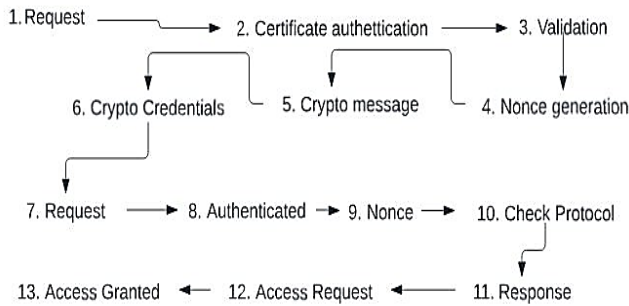 1.Request
2. Certificate authettication
3. Validation
4. Nonce generation
5. Crypto message
6. Crypto Credentials
7. Request
8. Authenticated
9. Nonce
10. Check Protocol
11. Response
12. Access Request
13. Access Granted